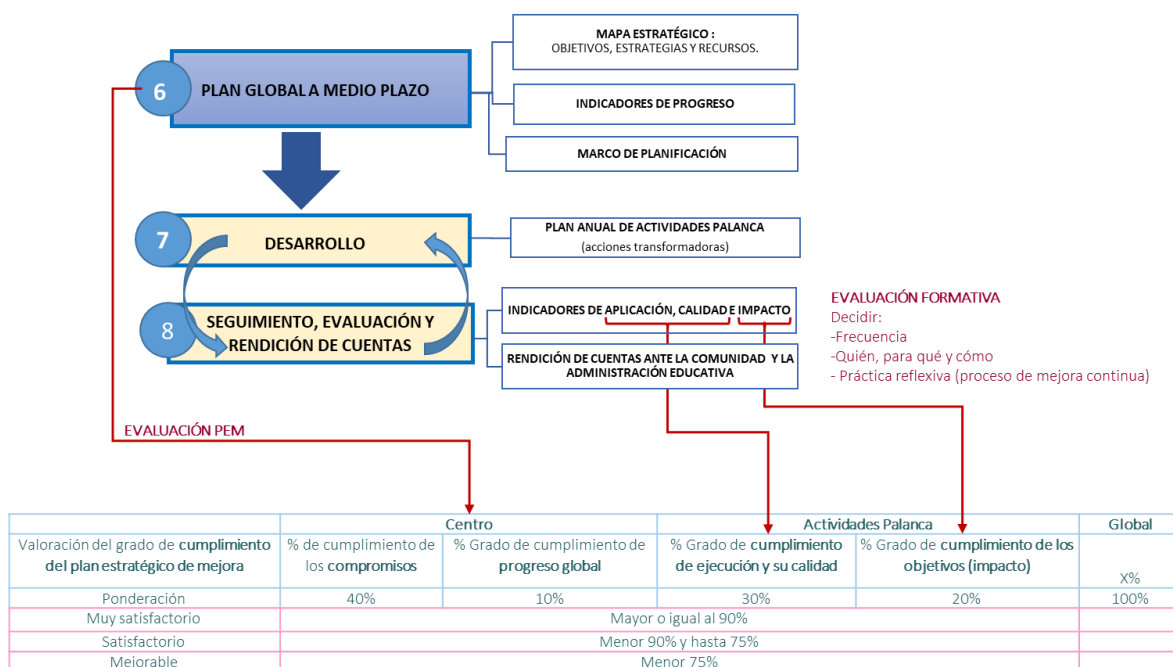 MAPA ESTRATÉGICO :
OBJETIVOS, ESTRATEGIAS Y RECURSOS.
6
PLAN GLOBAL A MEDIO PLAZO
INDICADORES DE PROGRESO
MARCO DE PLANIFICACIÓN
7
DESARROLLO
PLAN ANUAL DE ACTIVIDADES PALANCA
(acciones transformadoras)
8
SEGUIMIENTO, EVALUACIÓN Y
RENDICIÓN DE CUENTAS
INDICADORES DE APLICACIÓN, CALIDAD E IMPACTO
RENDICIÓN DE CUENTAS ANTE LA COMUNIDAD Y LA
ADMINISTRACIÓN EDUCATIVA
EVALUACIÓN FORMATIVA
Decidir:
-Frecuencia
-Quién, para qué y cómo
- Práctica reflexiva (proceso de mejora continua)
EVALUACIÓN PEM
Centro
Actividades Palanca
Global
Valoración del grado de cumplimiento
del plan estratégico de mejora
% de cumplimiento de
los compromisos
% Grado de cumplimiento de
progreso global
% Grado de cumplimiento
de ejecución y su calidad
% Grado de cumplimiento de los
objetivos (impacto)
X%
Ponderación
40%
10%
30%
20%
100%
Muy satisfactorio
Mayor o igual al 90%
Satisfactorio
Menor 90% y hasta 75%
Mejorable
Menor 75%